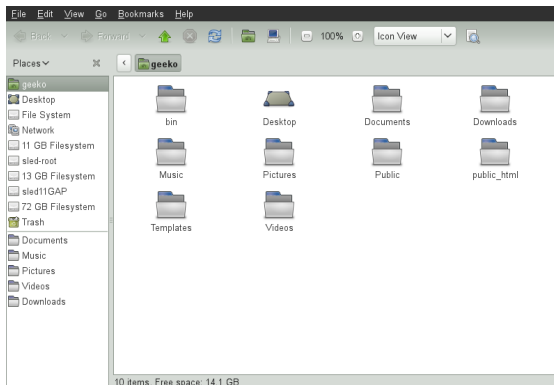 File Edit View Go Bookmarks Help
Back Forward 100% Icon View
Places geeko
geeko
Desktop
File System
Network
11 GB Filesystem
sled-root
13 GB Filesystem
sled11GAP
72 GB Filesystem
Trash
Documents
Music
Pictures
Videos
Downloads
bin Desktop Documents Downloads
Music Pictures Public public_html
Templates Videos
10 items, Free space: 14.1 GB